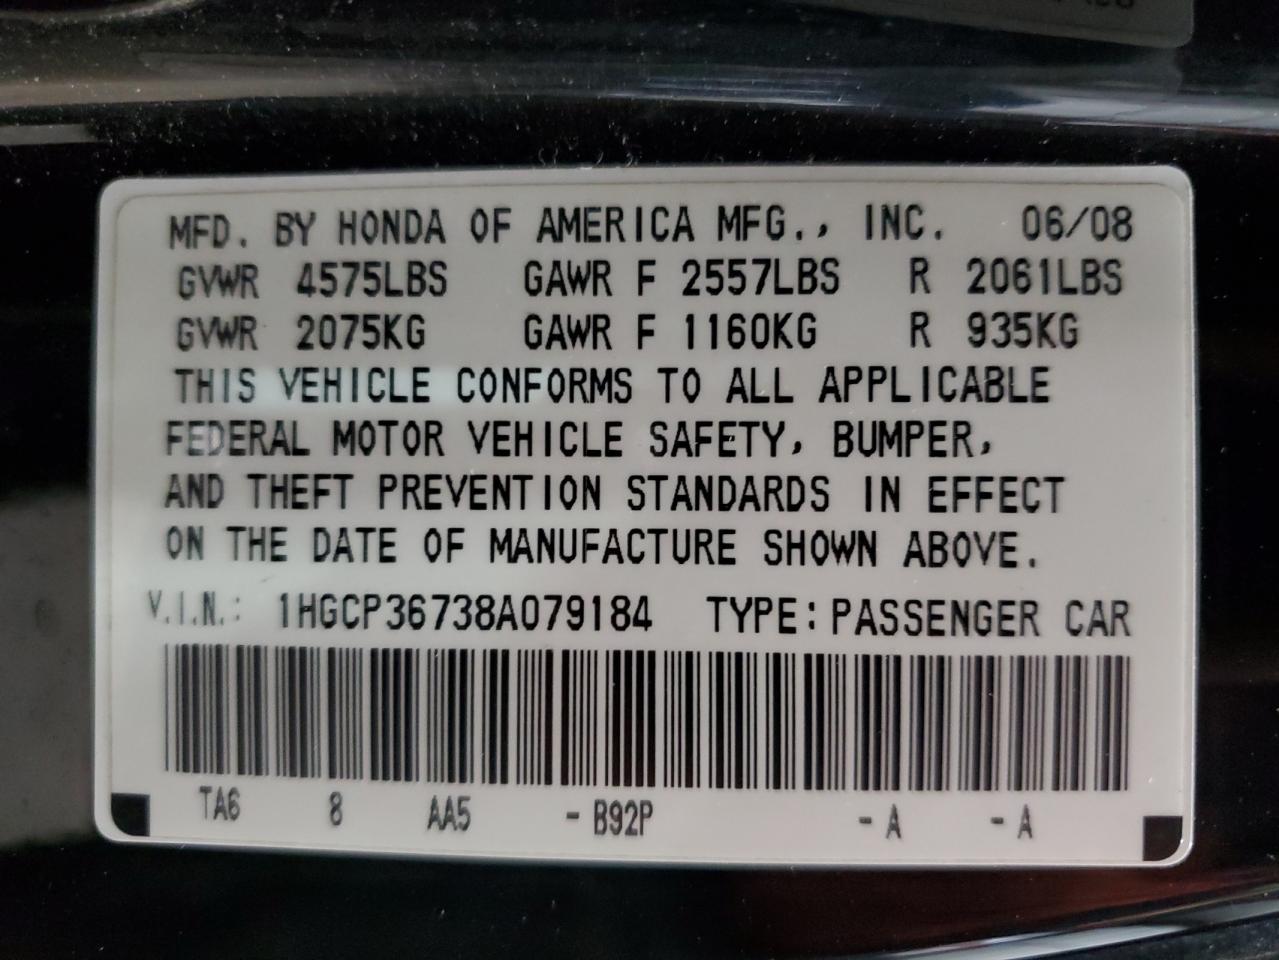 MFD. BY HONDA OF AMERICA MFG., INC. 06/08
GVWR 4575LBS GAWR F 2557LBS R 2061LBS
GVWR 2075KG GAWR F 1160KG R 935KG
THIS VEHICLE CONFORMS TO ALL APPLICABLE
FEDERAL MOTOR VEHICLE SAFETY, BUMPER,
AND THEFT PREVENTION STANDARDS IN EFFECT
ON THE DATE OF MANUFACTURE SHOWN ABOVE.
V.I.N.: 1HGCP36738A079184 TYPE: PASSENGER CAR
TA6 8 AA5 - B92P - A - A